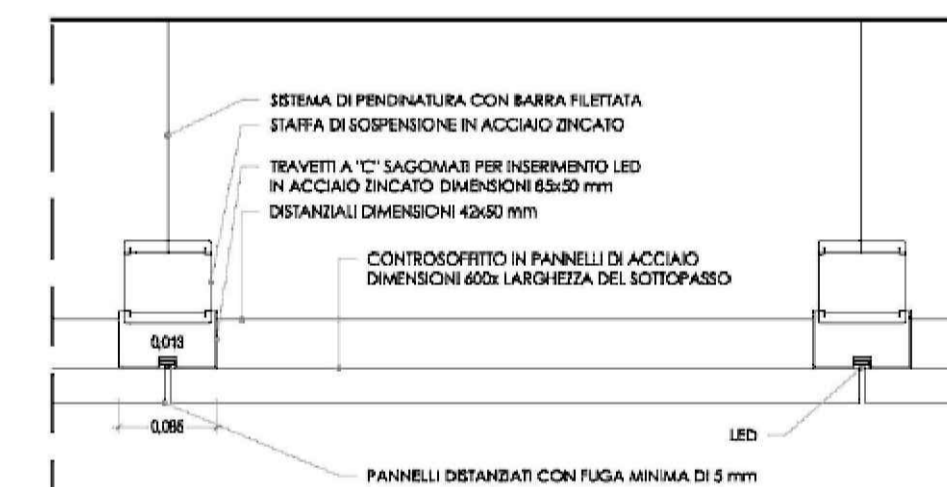 SISTEMA DI PENDINATURA CON BARRA FILETTATA
STAFFA DI SOSPENSIONE IN ACCIAIO ZINCATO
TRAVETTI A "C" SAGOMATI PER INSERIMENTO LED
IN ACCIAIO ZINCATO DIMENSIONI 85x50 mm
DISTANZIALI DIMENSIONI 42x50 mm
CONTROSOFFITTO IN PANNELLI DI ACCIAIO
DIMENSIONI 600x LARGHEZZA DEL SOTTOPASSO
0,013
0,085
LED
PANNELLI DISTANZIATI CON FUGA MINIMA DI 5 mm